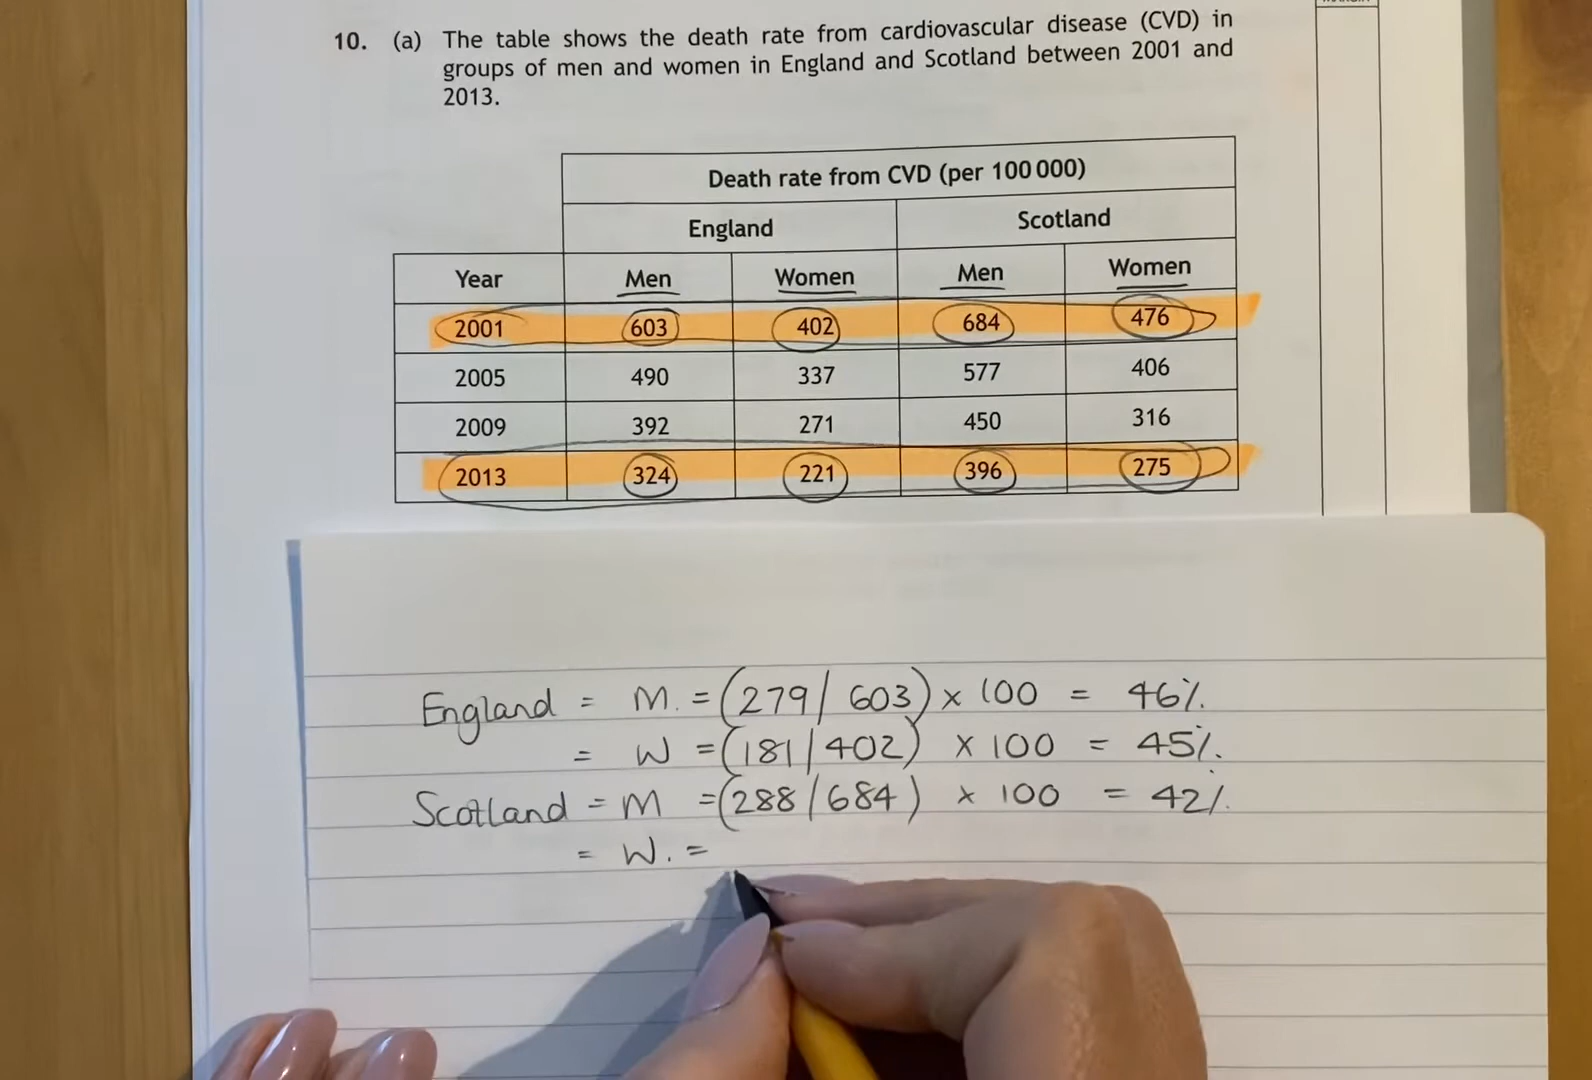 10. (a) The table shows the death rate from cardiovascular disease (CVD) in
groups of men and women in England and Scotland between 2001 and
2013.
Death rate from CVD (per 100 000)
England Scotland
Year Men Women Men Women
2001 603 402 684 476
2005 490 337 577 406
2009 392 271 450 316
2013 324 221 396 275
England = M. = (279/ 603) x 100 = 46%.
= W = (181/402) x 100 = 45%.
Scotland = M = (288/684) x 100 = 42%.
= W. =